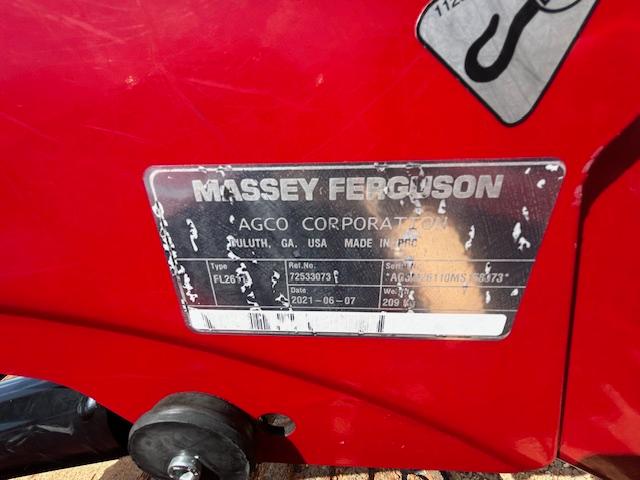 112
MASSEY FERGUSON
AGCO CORPORATION
DULUTH, GA. USA MADE IN PRC
Type Ref.No.
72533073
Date
2021-06-07 209